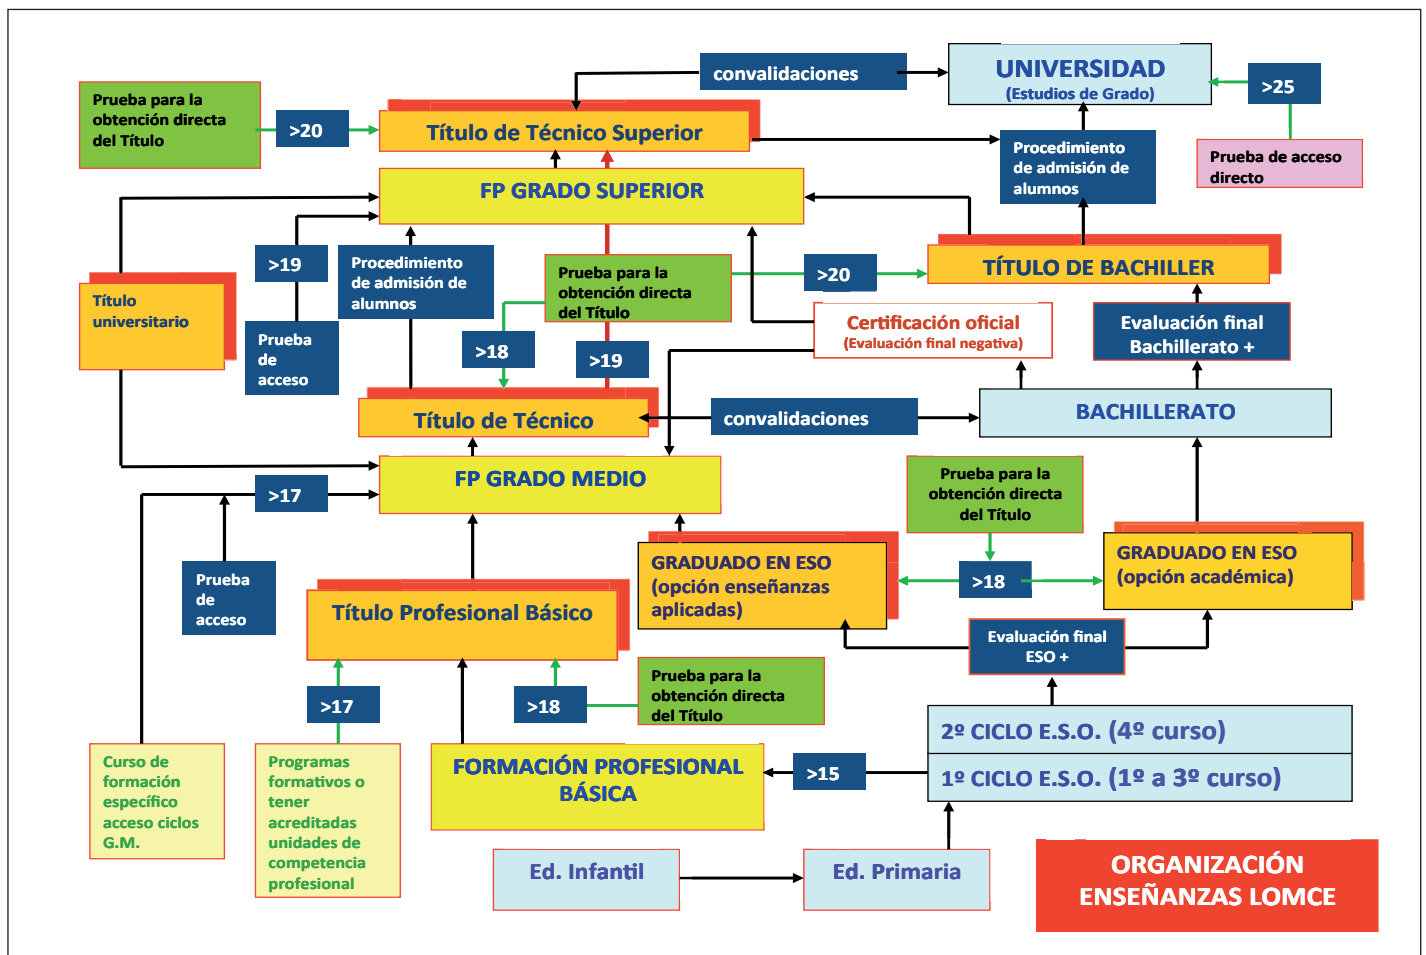 convalidaciones
UNIVERSIDAD
(Estudios de Grado)
>25
Prueba para la
obtención directa
del Título
>20
Título de Técnico Superior
Procedimiento
de admisión de
alumnos
Prueba de acceso
directo
FP GRADO SUPERIOR
>19
Procedimiento
de admisión de
alumnos
Prueba para la
obtención directa
del Título
>20
TÍTULO DE BACHILLER
Título
universitario
Prueba
de
acceso
>18
>19
Certificación oficial
(Evaluación final negativa)
Evaluación final
Bachillerato +
Título de Técnico
convalidaciones
BACHILLERATO
FP GRADO MEDIO
>17
Prueba para la
obtención directa
del Título
Prueba
de
acceso
GRADUADO EN ESO
(opción enseñanzas
aplicadas)
>18
GRADUADO EN ESO
(opción académica)
Título Profesional Básico
Evaluación final
ESO +
>17
>18
Prueba para la
obtención directa
del Título
2º CICLO E.S.O. (4º curso)
1º CICLO E.S.O. (1º a 3º curso)
>15
FORMACIÓN PROFESIONAL
BÁSICA
Curso de
formación
específico
acceso ciclos
G.M.
Programas
formativos o
tener
acreditadas
unidades de
competencia
profesional
Ed. Infantil
Ed. Primaria
ORGANIZACIÓN
ENSEÑANZAS LOMCE